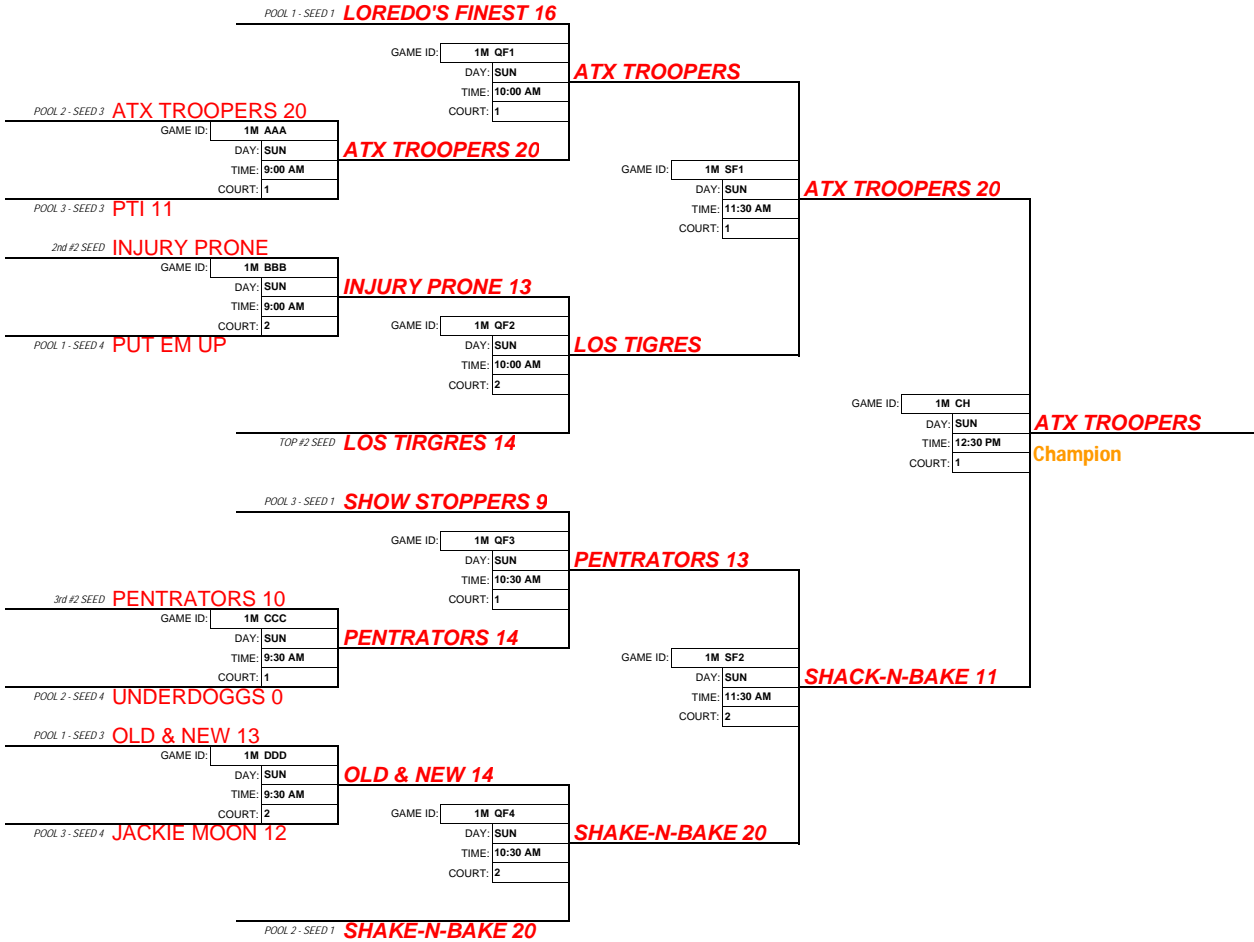 POOL 1 - SEED 1 LOREDO'S FINEST 16
GAME ID: 1M QF1
DAY: SUN
TIME: 10:00 AM
COURT: 1
ATX TROOPERS
POOL 2 - SEED 3 ATX TROOPERS 20
GAME ID: 1M AAA
DAY: SUN
TIME: 9:00 AM
COURT: 1
ATX TROOPERS 20
POOL 3 - SEED 3 PTI 11
GAME ID: 1M SF1
DAY: SUN
TIME: 11:30 AM
COURT: 1
ATX TROOPERS 20
2nd #2 SEED INJURY PRONE
GAME ID: 1M BBB
DAY: SUN
TIME: 9:00 AM
COURT: 2
INJURY PRONE 13
POOL 1 - SEED 4 PUT EM UP
GAME ID: 1M QF2
DAY: SUN
TIME: 10:00 AM
COURT: 2
LOS TIGRES
TOP #2 SEED LOS TIRGRES 14
GAME ID: 1M CH
DAY: SUN
TIME: 12:30 PM
COURT: 1
ATX TROOPERS
Champion
POOL 3 - SEED 1 SHOW STOPPERS 9
GAME ID: 1M QF3
DAY: SUN
TIME: 10:30 AM
COURT: 1
PENTRATORS 13
3rd #2 SEED PENTRATORS 10
GAME ID: 1M CCC
DAY: SUN
TIME: 9:30 AM
COURT: 1
PENTRATORS 14
POOL 2 - SEED 4 UNDERDOGGS 0
GAME ID: 1M SF2
DAY: SUN
TIME: 11:30 AM
COURT: 2
SHACK-N-BAKE 11
POOL 1 - SEED 3 OLD & NEW 13
GAME ID: 1M DDD
DAY: SUN
TIME: 9:30 AM
COURT: 2
OLD & NEW 14
POOL 3 - SEED 4 JACKIE MOON 12
GAME ID: 1M QF4
DAY: SUN
TIME: 10:30 AM
COURT: 2
SHAKE-N-BAKE 20
POOL 2 - SEED 1 SHAKE-N-BAKE 20